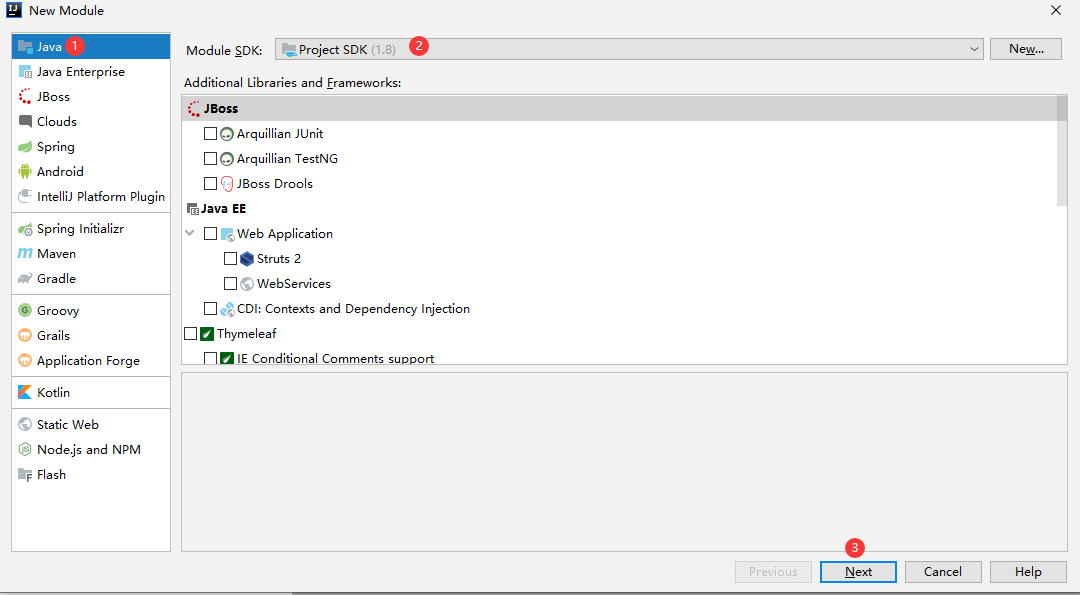 New Module
Java 1
Java Enterprise
JBoss
Clouds
Spring
Android
IntelliJ Platform Plugin
Spring Initializr
Maven
Gradle
Groovy
Grails
Application Forge
Kotlin
Static Web
Node.js and NPM
Flash
Module SDK: Project SDK (1.8) 2 New...
Additional Libraries and Frameworks:
JBoss
Arquillian JUnit
Arquillian TestNG
JBoss Drools
Java EE
Web Application
Struts 2
WebServices
CDI: Contexts and Dependency Injection
Thymeleaf
IE Conditional Comments support
3
Previous Next Cancel Help